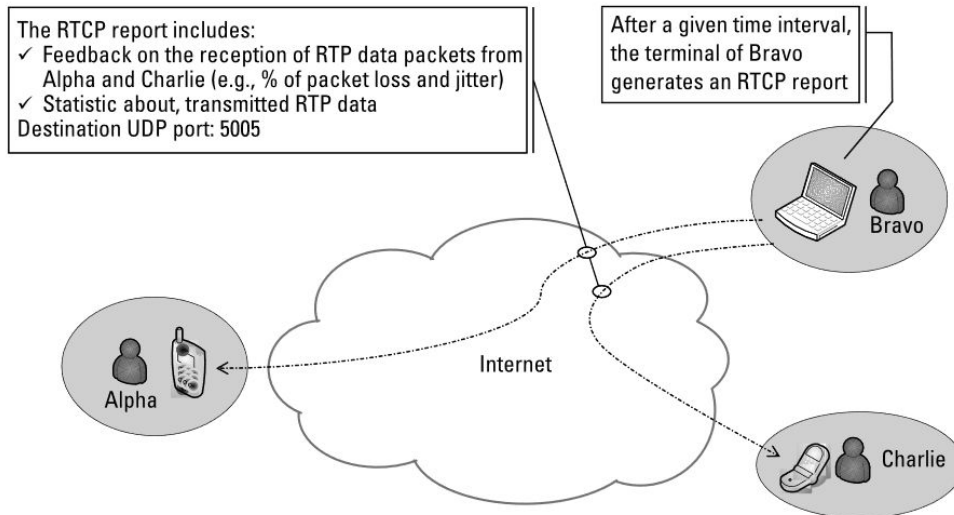 The RTCP report includes:
✓ Feedback on the reception of RTP data packets from
Alpha and Charlie (e.g., % of packet loss and jitter)
✓ Statistic about, transmitted RTP data
Destination UDP port: 5005
After a given time interval,
the terminal of Bravo
generates an RTCP report
Bravo
Internet
Alpha
Charlie